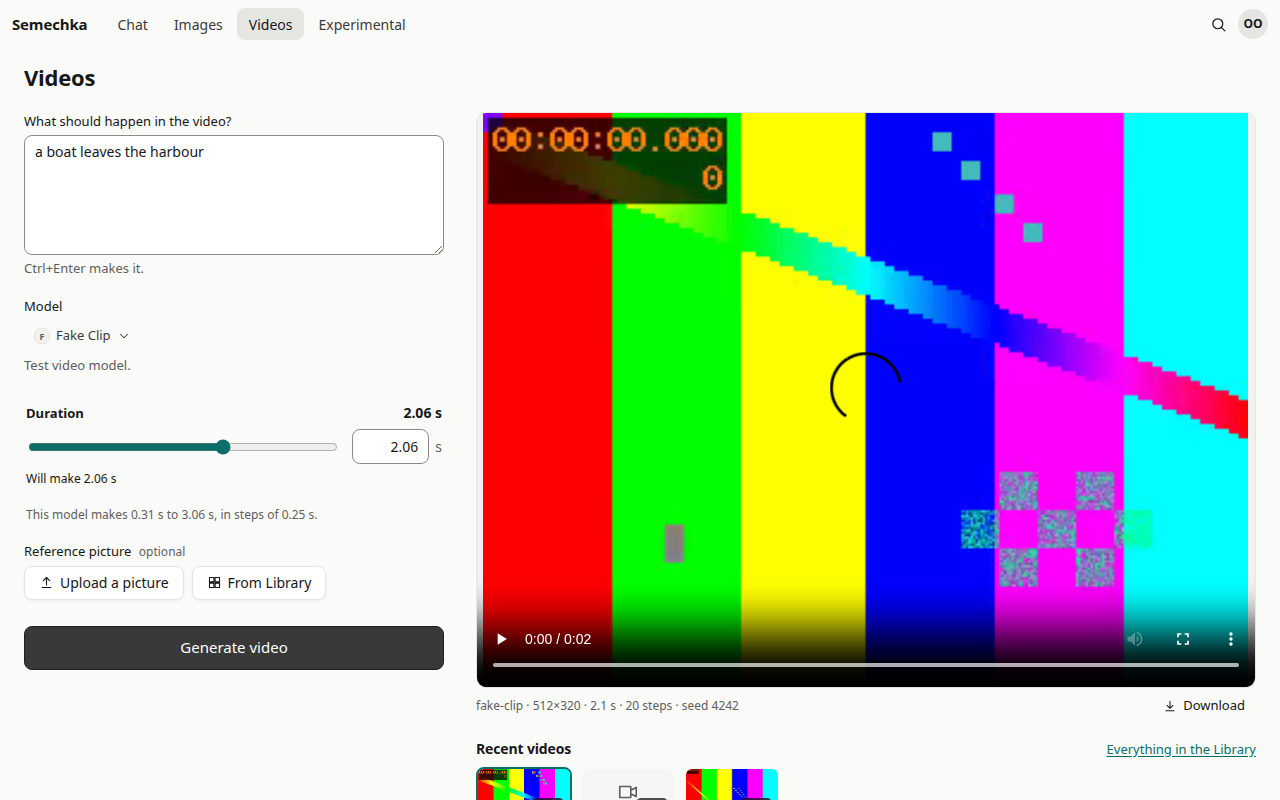 Semechka
Chat
Images
Videos
Experimental
OO
Videos
What should happen in the video?
a boat leaves the harbour
Ctrl+Enter makes it.
Model
F
Fake Clip
Test video model.
Duration
2.06 s
2.06
s
Will make 2.06 s
This model makes 0.31 s to 3.06 s, in steps of 0.25 s.
Reference picture optional
Upload a picture
From Library
Generate video
00:00:00.000
0
0:00 / 0:02
fake-clip · 512×320 · 2.1 s · 20 steps · seed 4242
Download
Recent videos
Everything in the Library